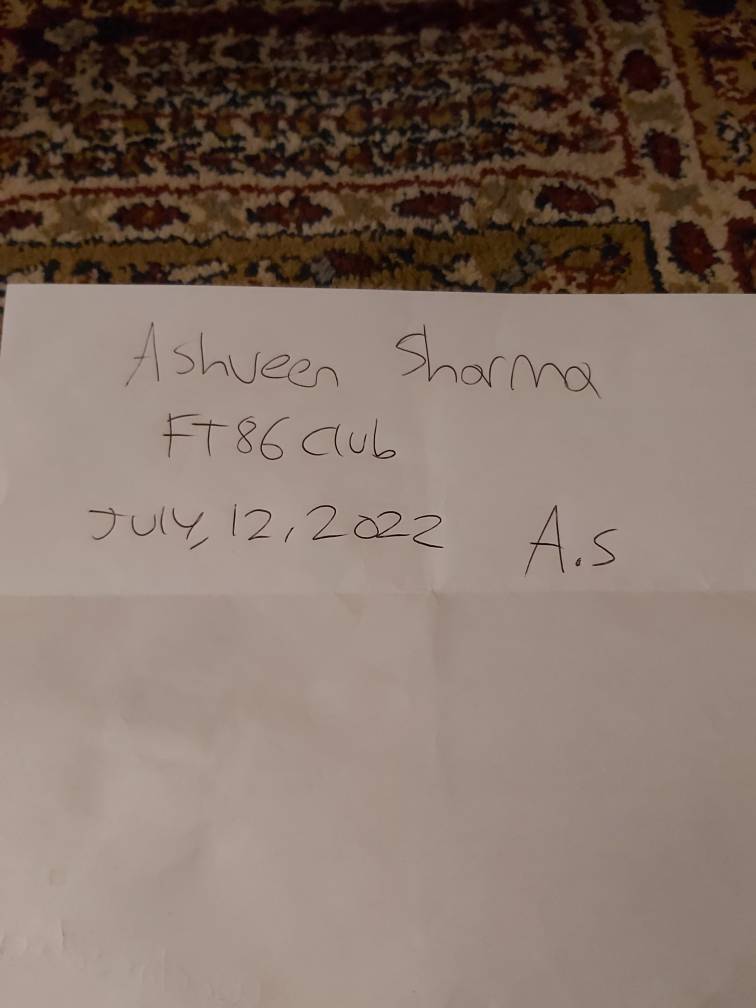 Ashveen Sharma
FT86 Club
July, 12, 2022 A.S